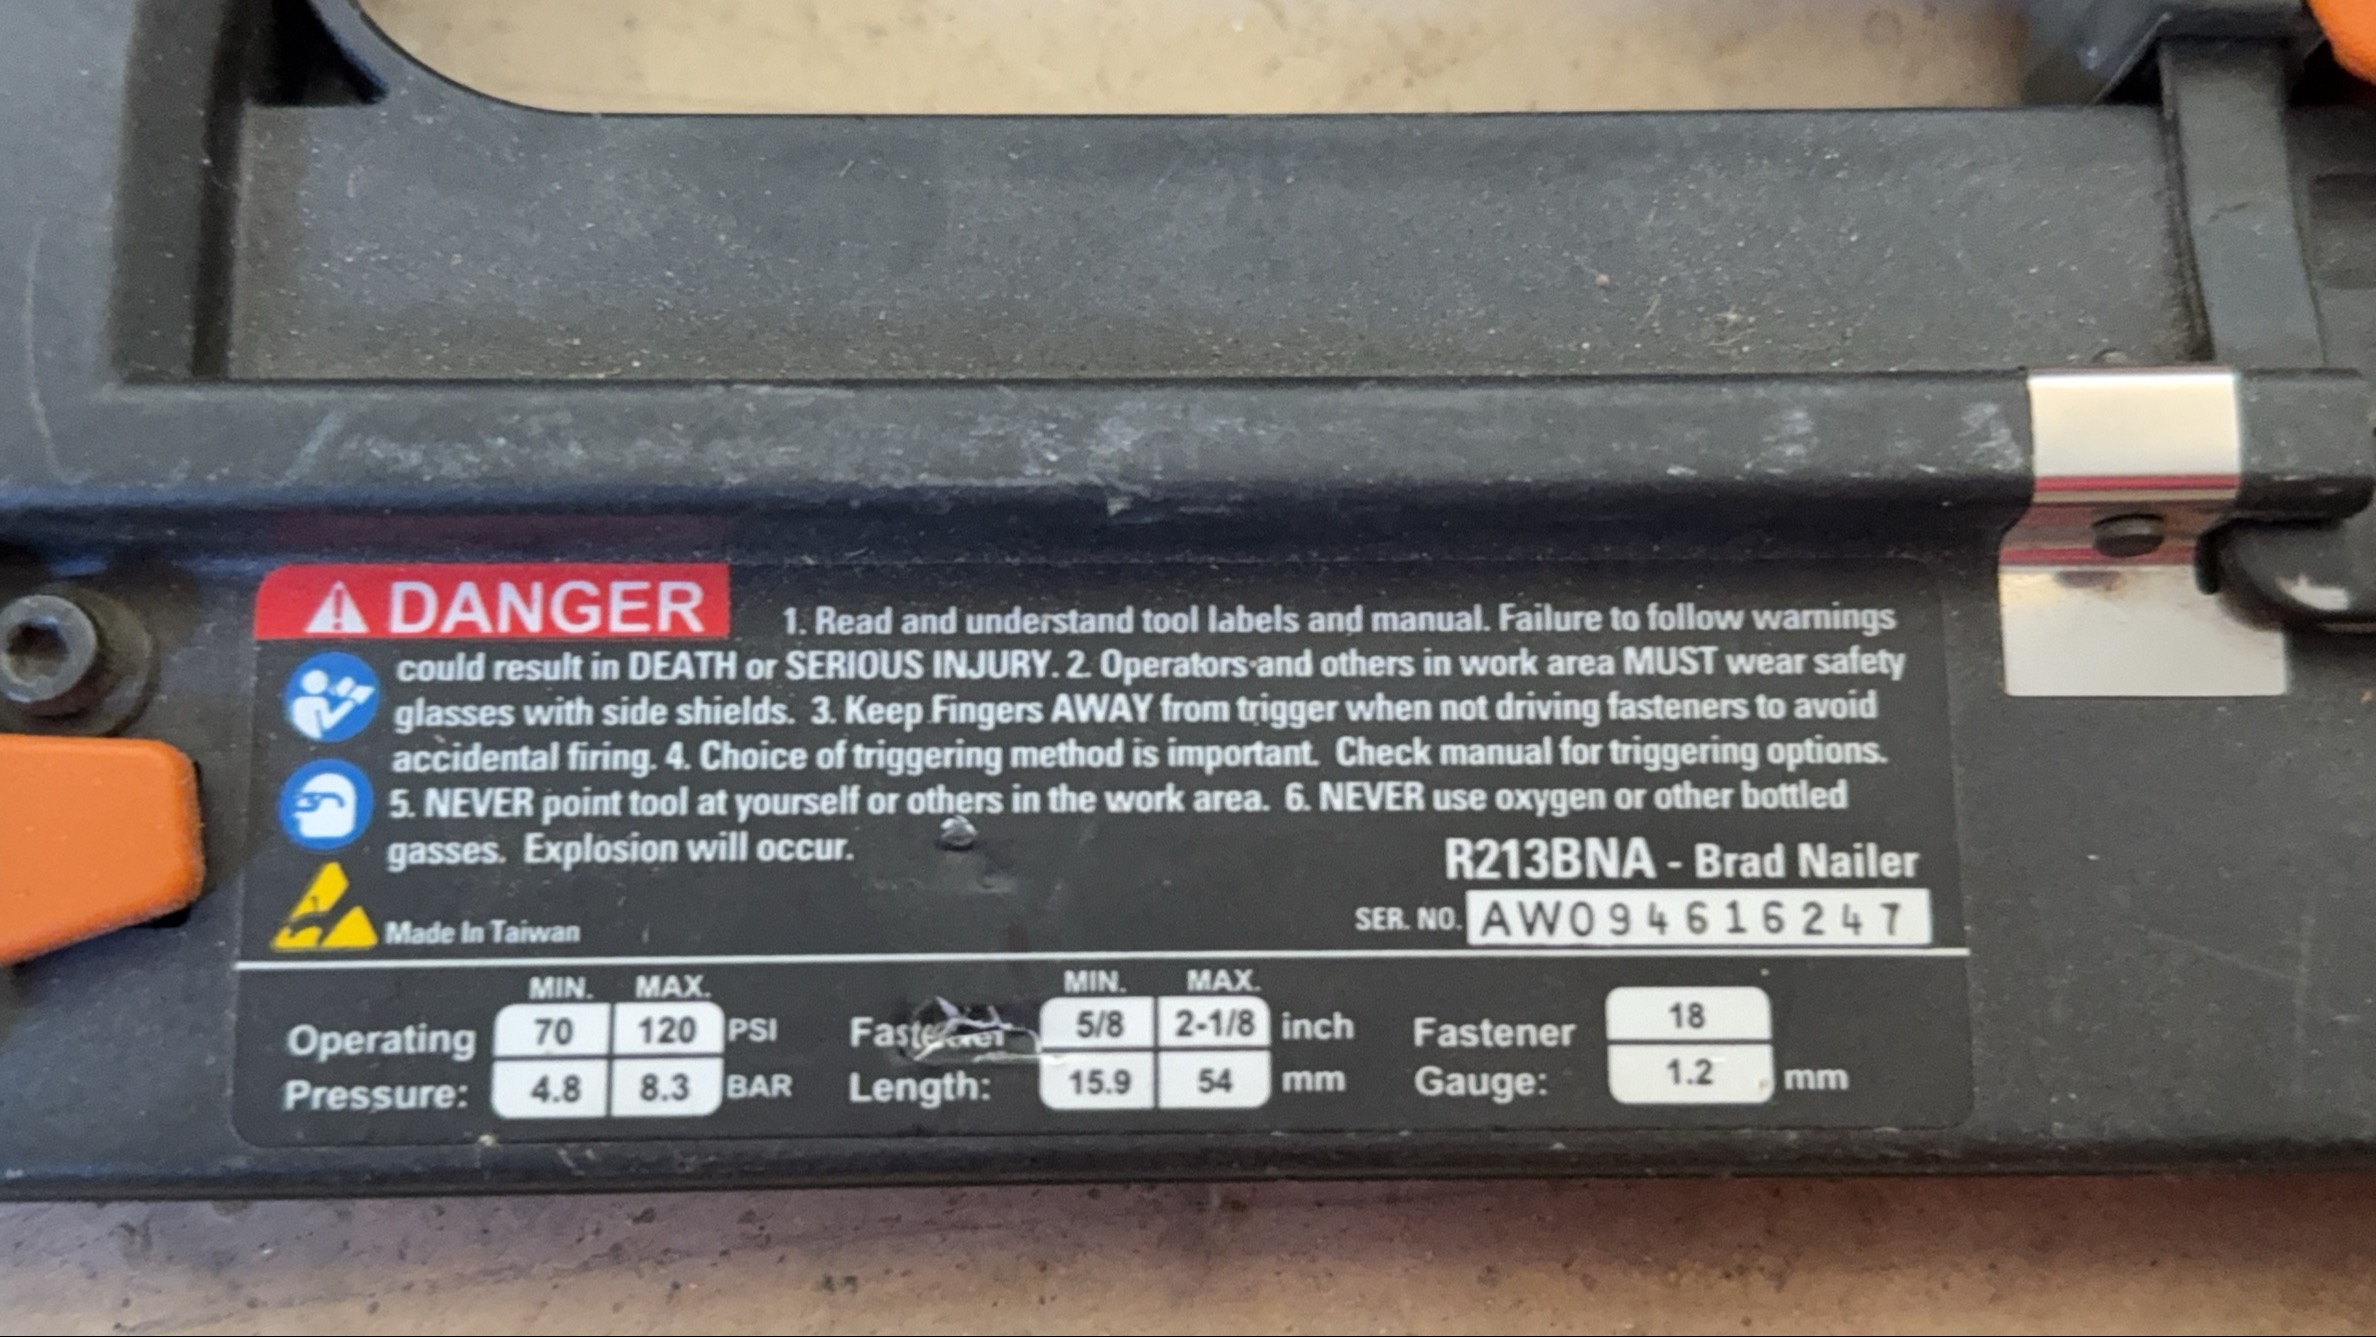 DANGER
1. Read and understand tool labels and manual. Failure to follow warnings
could result in DEATH or SERIOUS INJURY. 2. Operators and others in work area MUST wear safety
glasses with side shields. 3. Keep Fingers AWAY from trigger when not driving fasteners to avoid
accidental firing. 4. Choice of triggering method is important. Check manual for triggering options.
5. NEVER point tool at yourself or others in the work area. 6. NEVER use oxygen or other bottled
gasses. Explosion will occur.
R213BNA - Brad Nailer
Made In Taiwan
SER. NO. AW094616247
MIN. MAX.
Operating 70 120 PSI
Pressure: 4.8 8.3 BAR
MIN. MAX.
Fastener 5/8 2-1/8 inch
Length: 15.9 54 mm
Fastener 18
Gauge: 1.2 mm